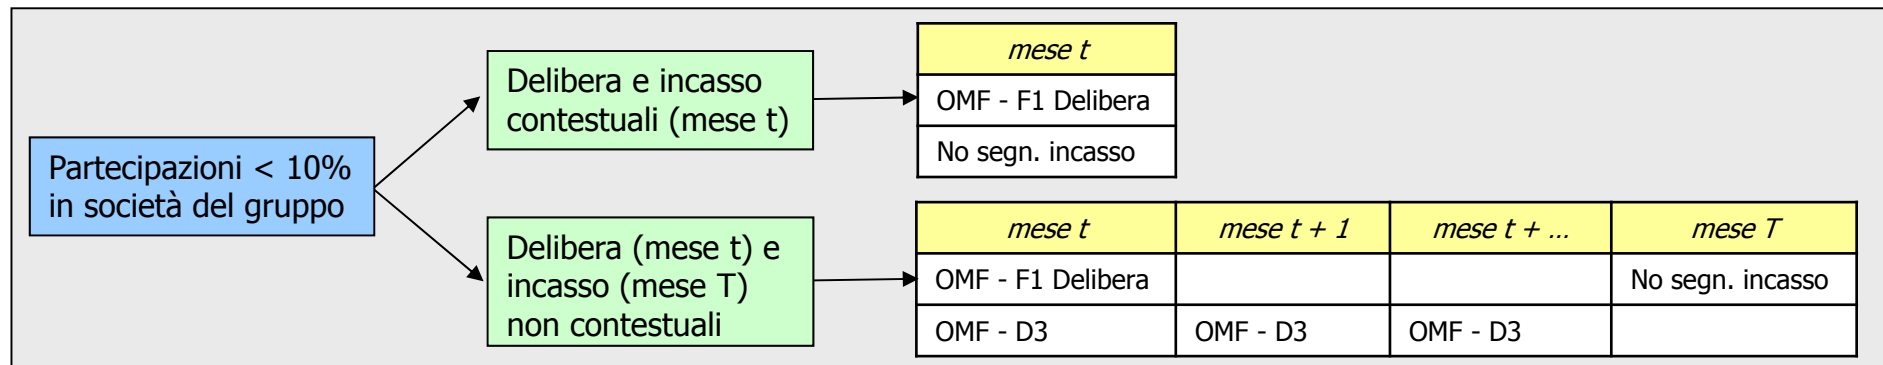 Partecipazioni < 10%
in società del gruppo
Delibera e incasso
contestuali (mese t)
mese t
OMF - F1 Delibera
No segn. incasso
Delibera (mese t) e
incasso (mese T)
non contestuali
mese t mese t + 1 mese t + ... mese T
OMF - F1 Delibera No segn. incasso
OMF - D3 OMF - D3 OMF - D3